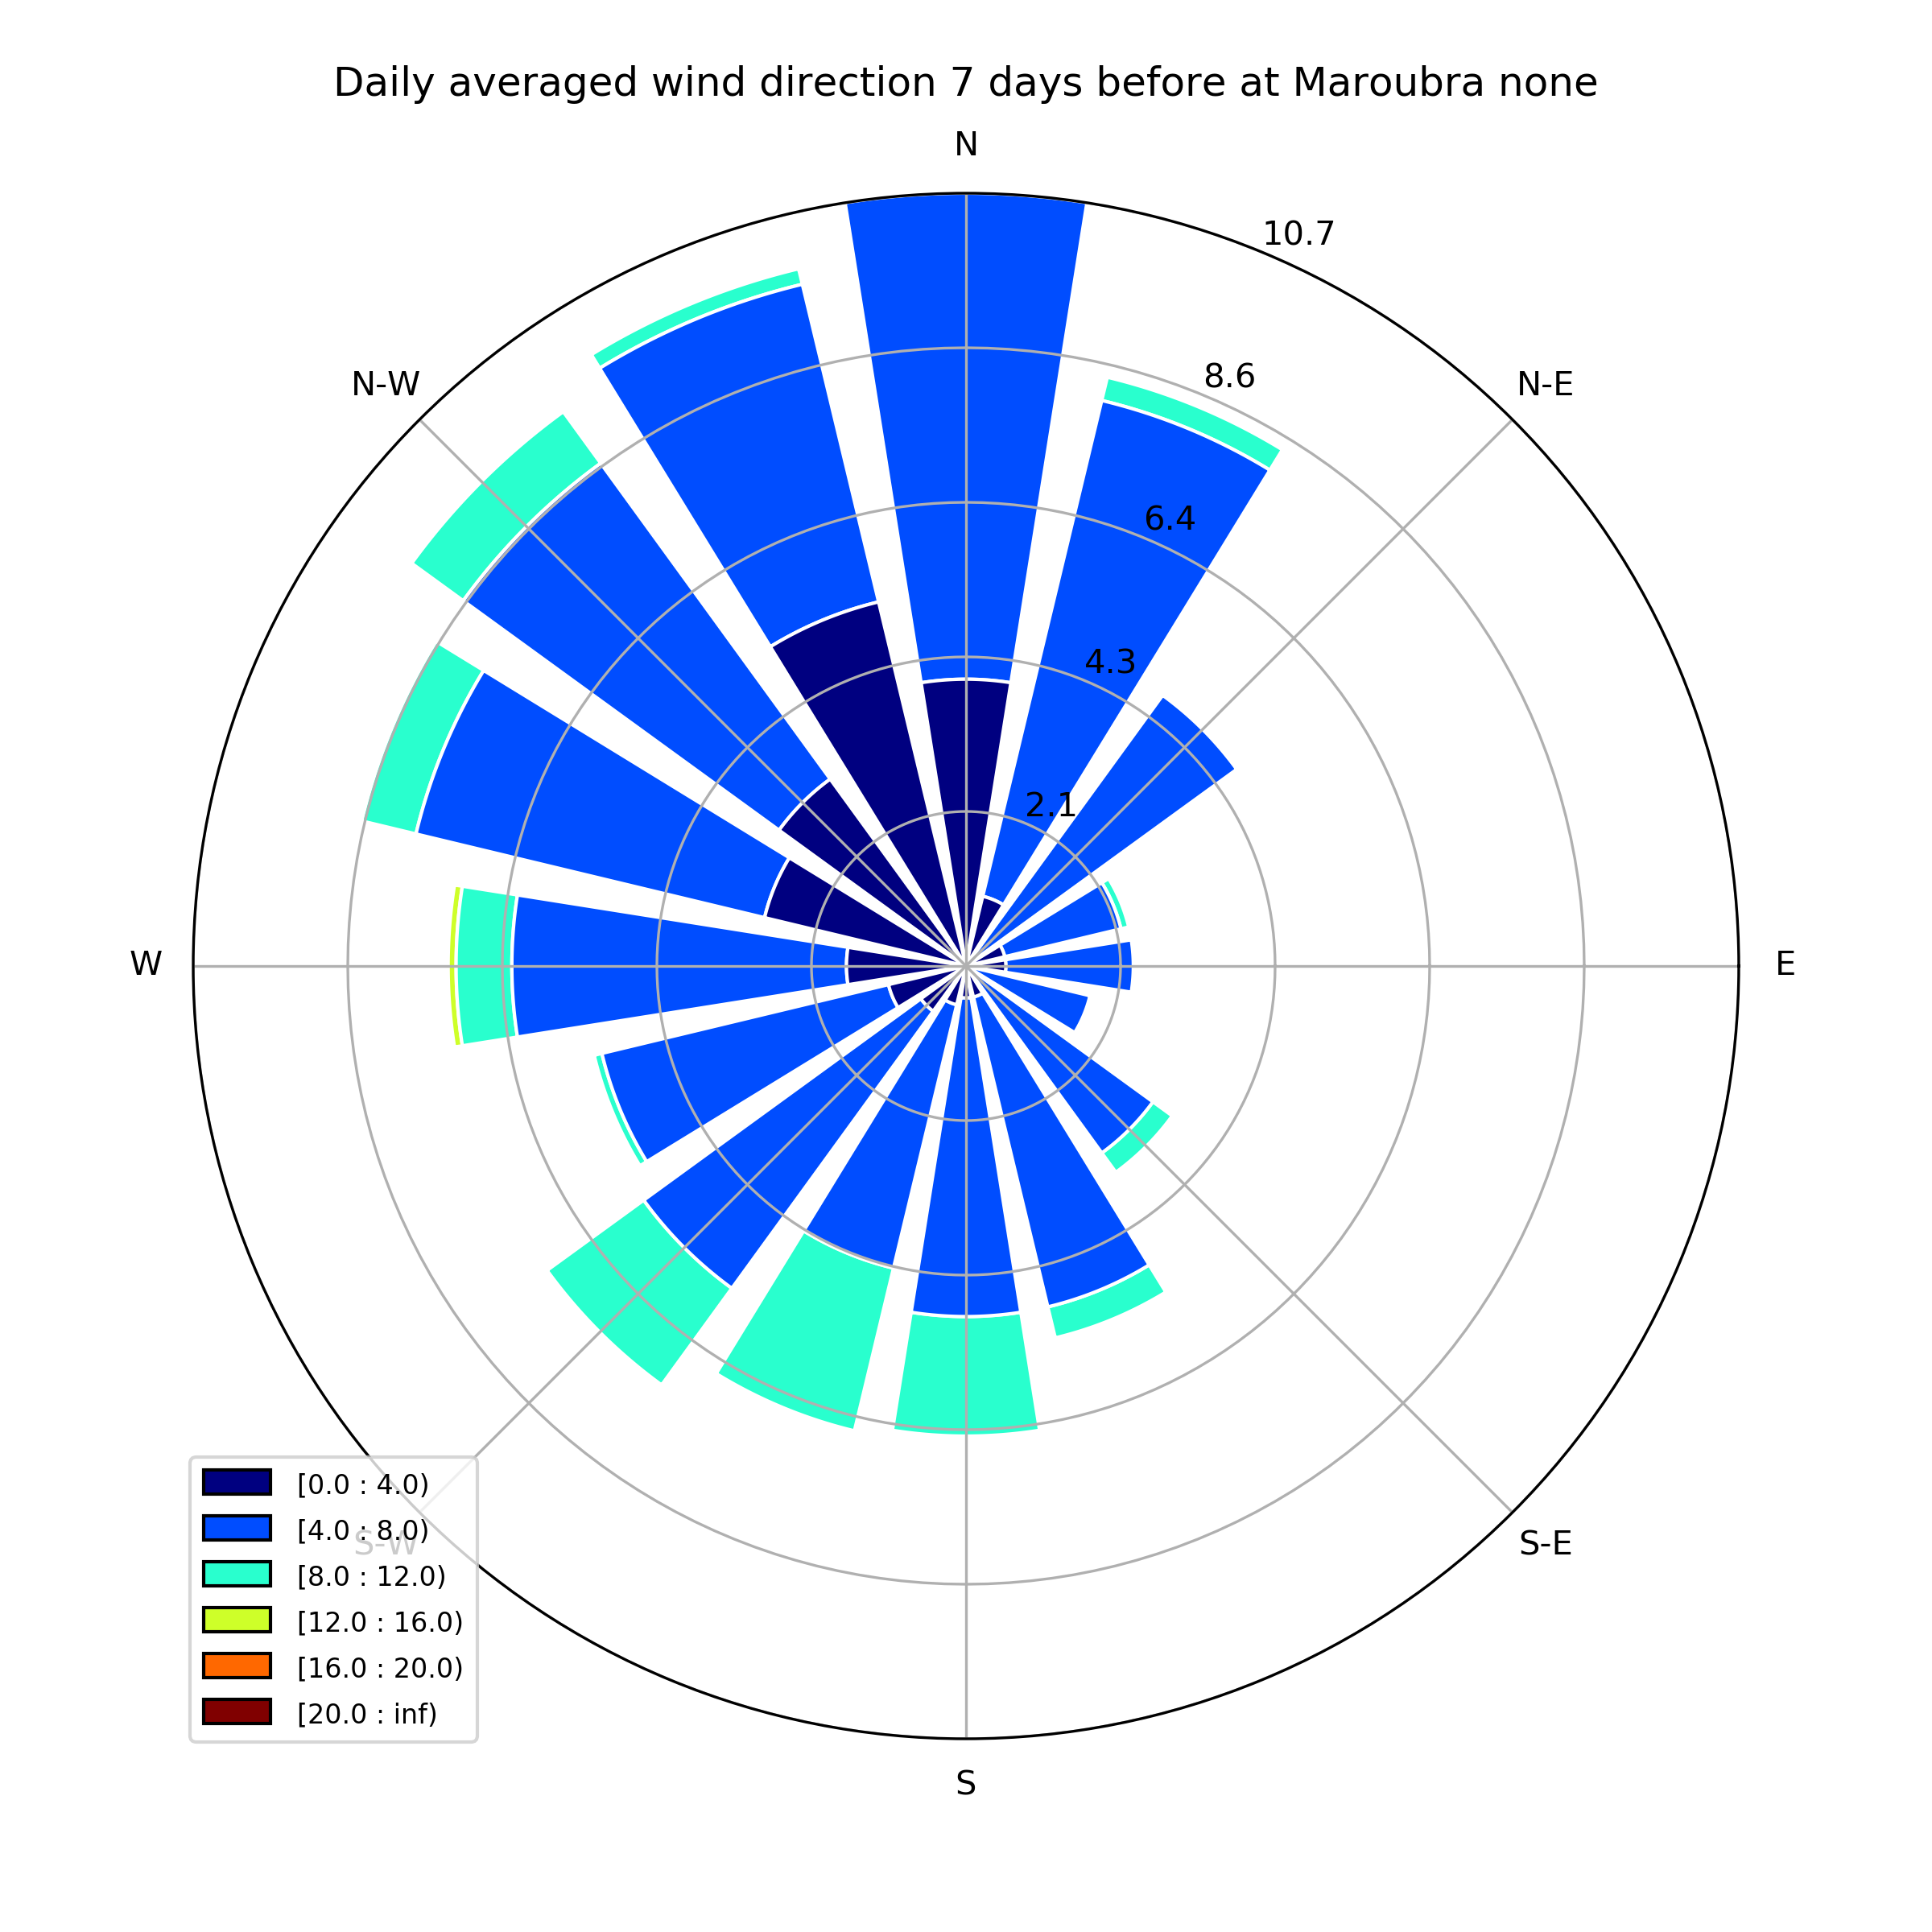 Daily averaged wind direction 7 days before at Maroubra none
N
10.7
N-W
8.6
N-E
6.4
4.3
2.1
W
E
[0.0 : 4.0)
[4.0 : 8.0)
S-W
S-E
[8.0 : 12.0)
[12.0 : 16.0)
[16.0 : 20.0)
[20.0 : inf)
S